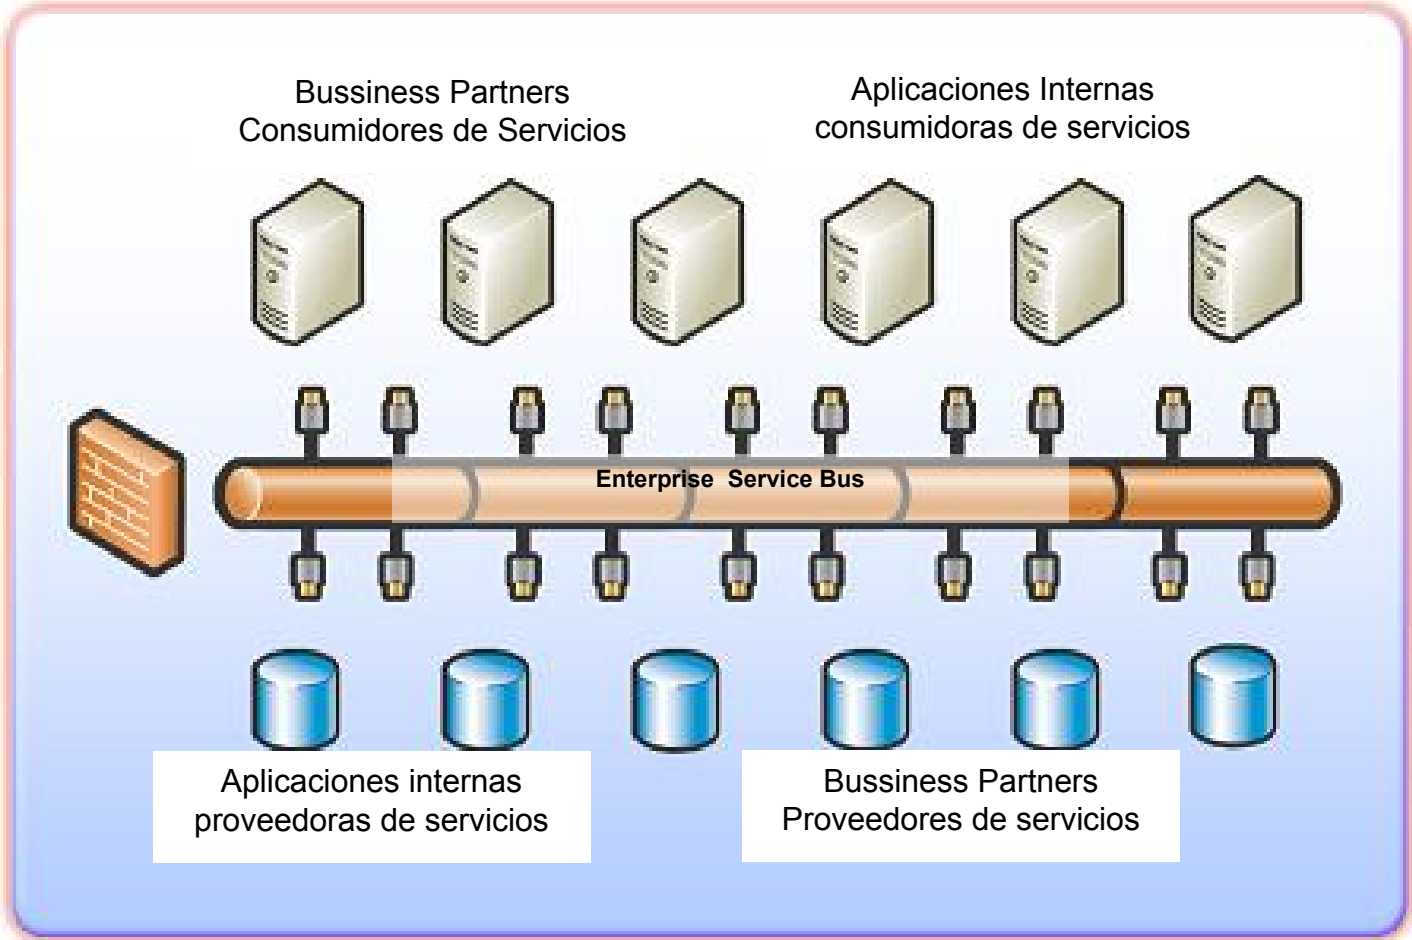 Bussiness Partners
Consumidores de Servicios
Aplicaciones Internas
consumidoras de servicios
Enterprise Service Bus
Aplicaciones internas
proveedoras de servicios
Bussiness Partners
Proveedores de servicios